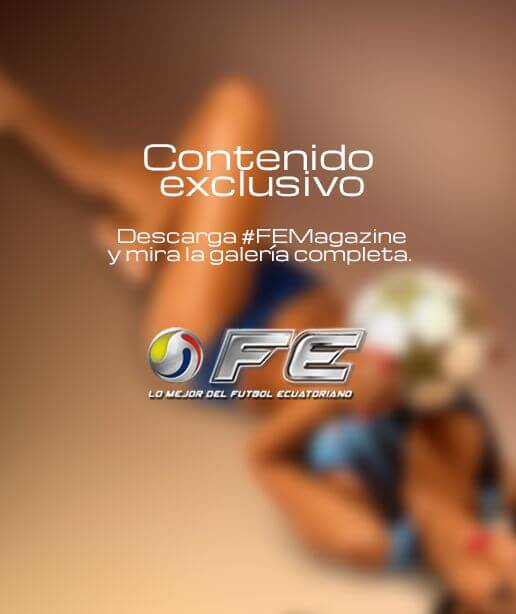 Contenido
exclusivo
Descarga #FEMagazine
y mira la galería completa.
FE
LO MEJOR DEL FUTBOL ECUATORIANO